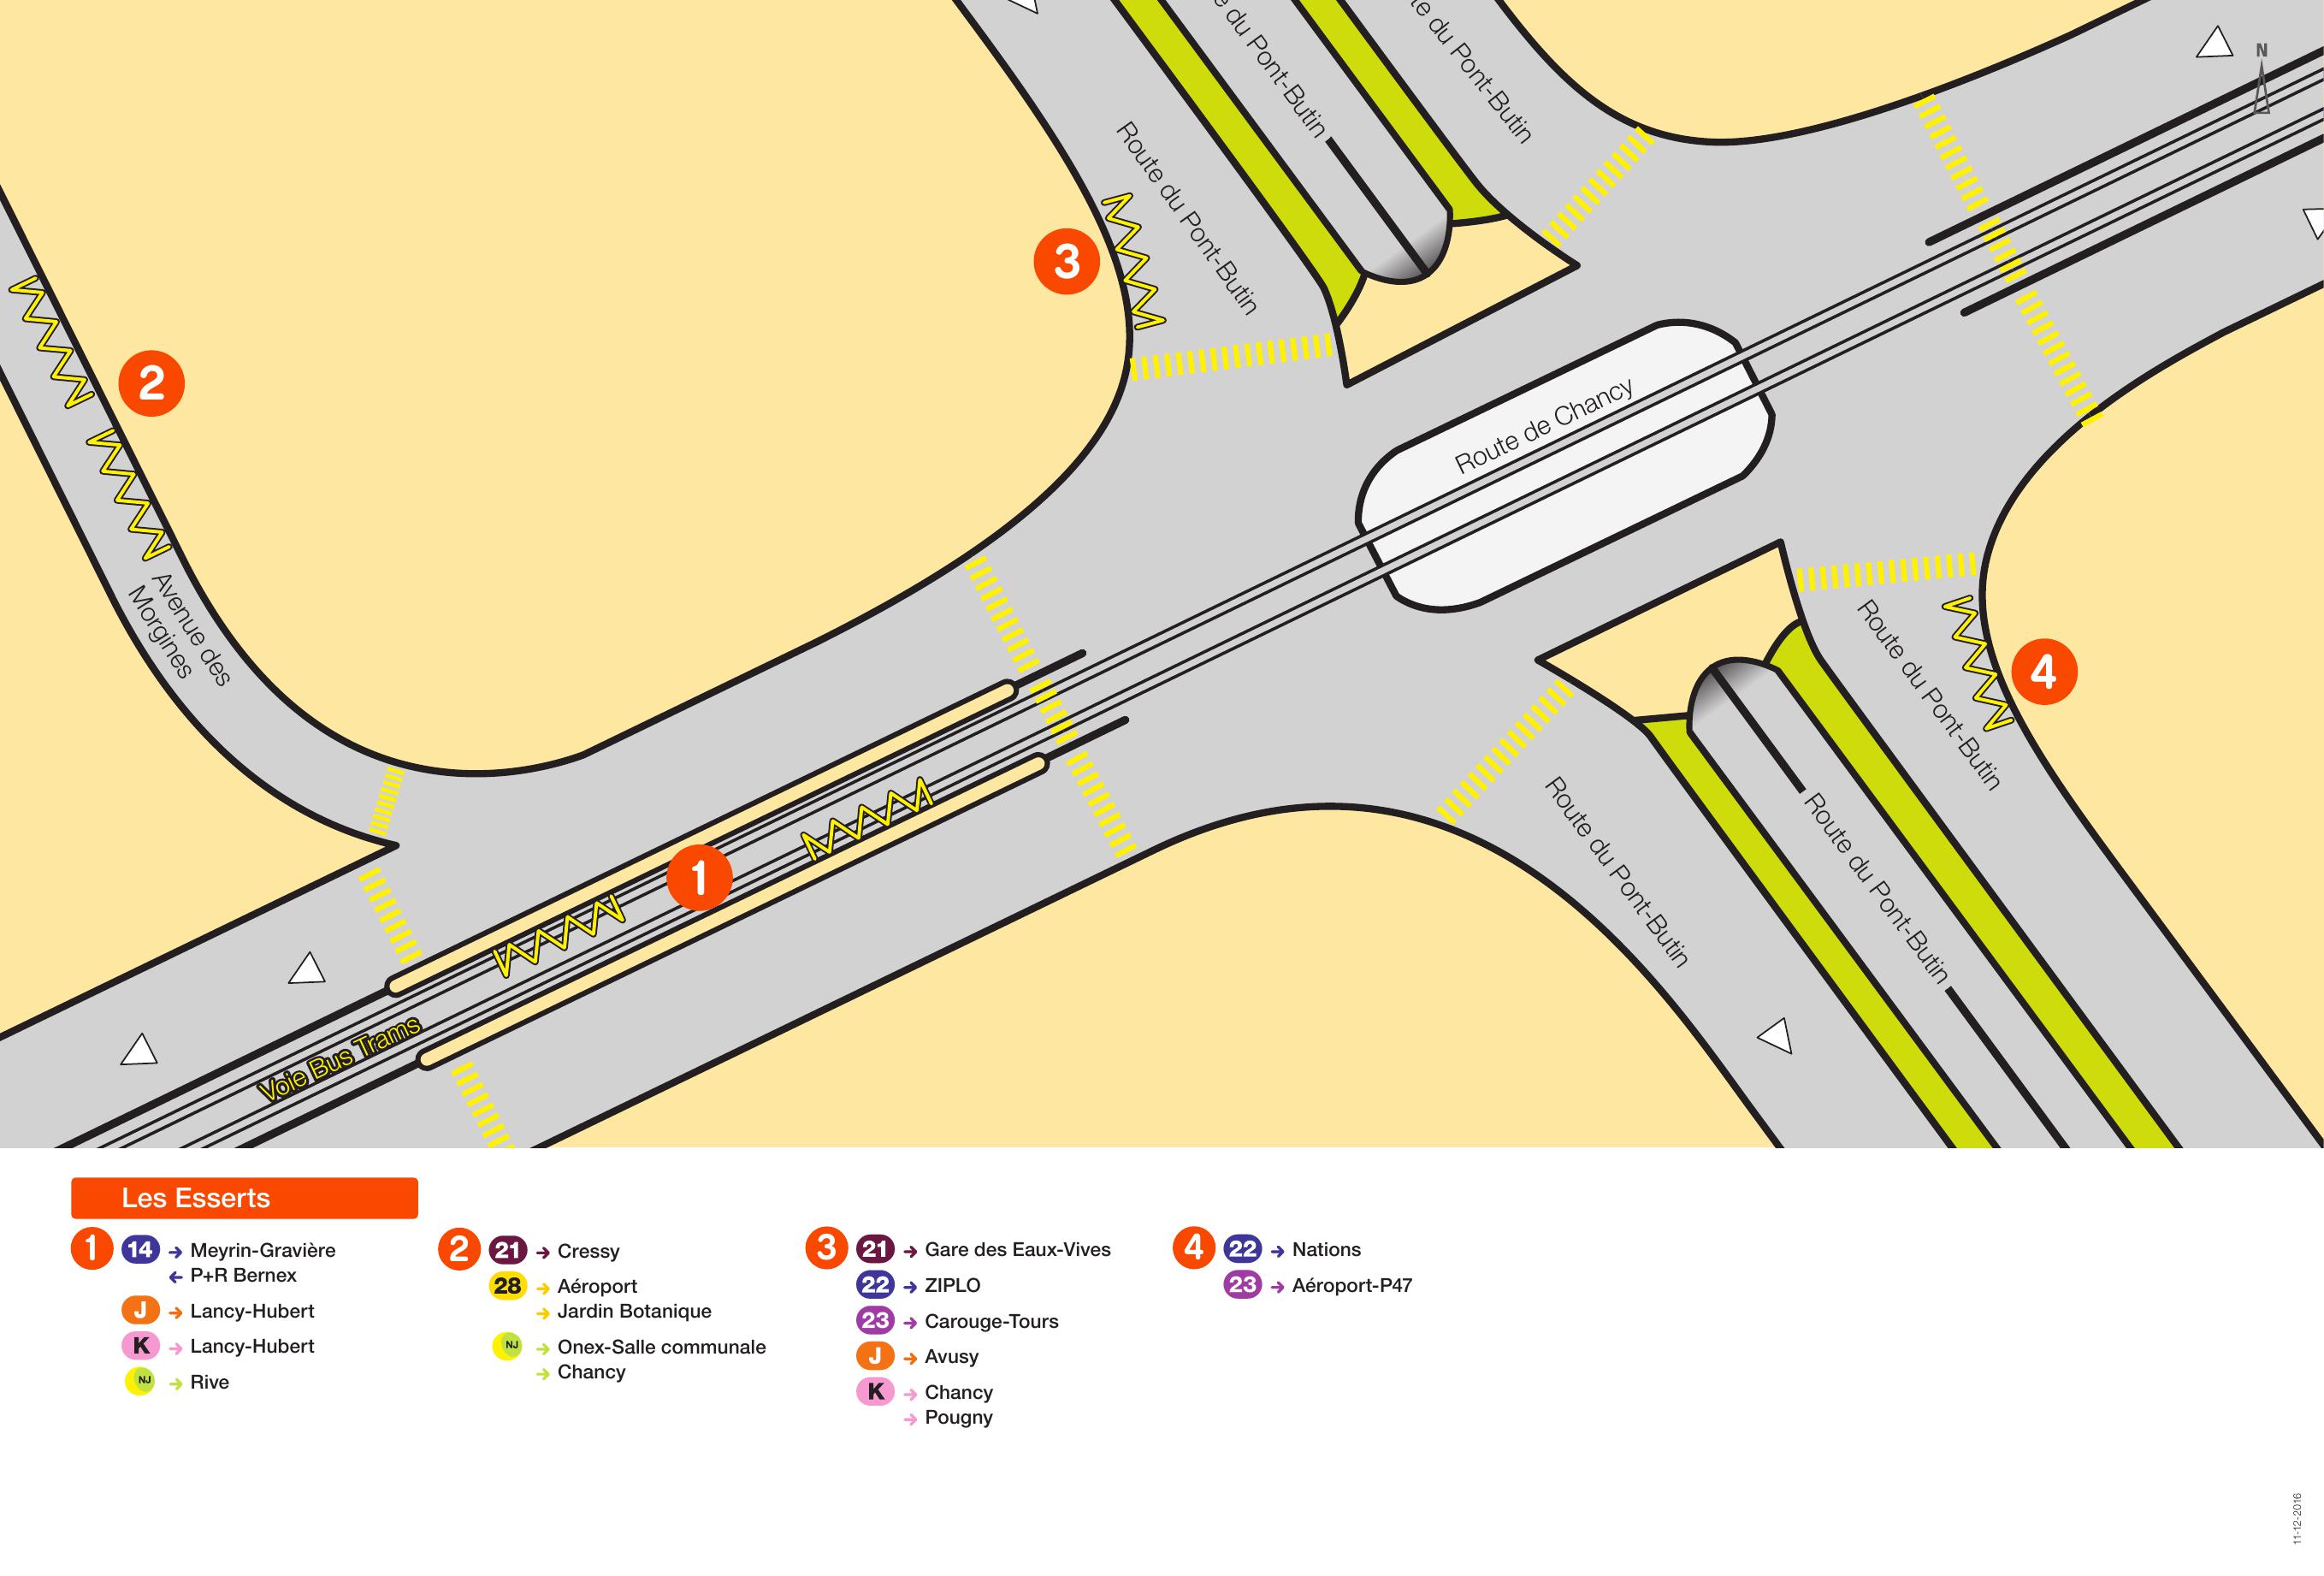 e du Pont-Butin
te du Pont-Butin
Route du Pont-Butin
N
3
2
Route de Chancy
Avenue des
Morgines
4
Route du Pont-Butin
Route du Pont-Butin
Route du Pont-Butin
1
Voie Bus Trams
Les Esserts
1
14 → Meyrin-Gravière
← P+R Bernex
J → Lancy-Hubert
K → Lancy-Hubert
NJ → Rive
2
21 → Cressy
28 → Aéroport
→ Jardin Botanique
NJ → Onex-Salle communale
→ Chancy
3
21 → Gare des Eaux-Vives
22 → ZIPLO
23 → Carouge-Tours
J → Avusy
K → Chancy
→ Pougny
4
22 → Nations
23 → Aéroport-P47
11-12-2016